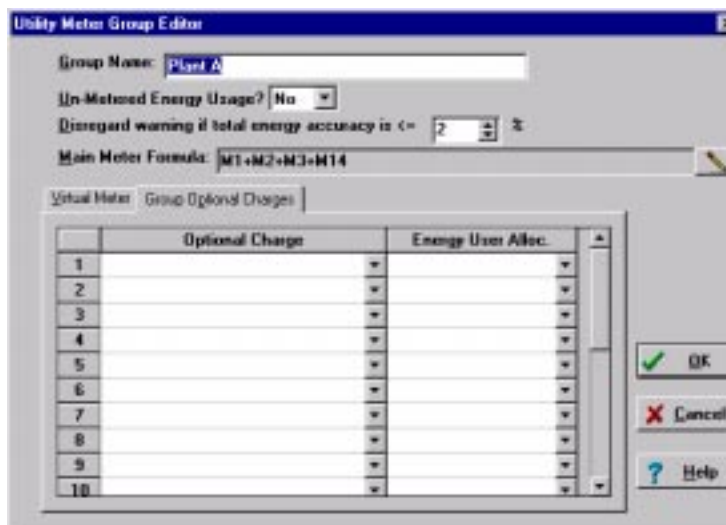 Utility Meter Group Editor
Group Name: Plant A
Un-Metered Energy Usage? No
Disregard warning if total energy accuracy is <= 2 %
Main Meter Formula: M1+M2+M3+M14
Virtual Meter Group Optional Charges
Optional Charge Energy User Alloc.
1
2
3
4
5
6
7
8
9
10
OK
Cancel
Help